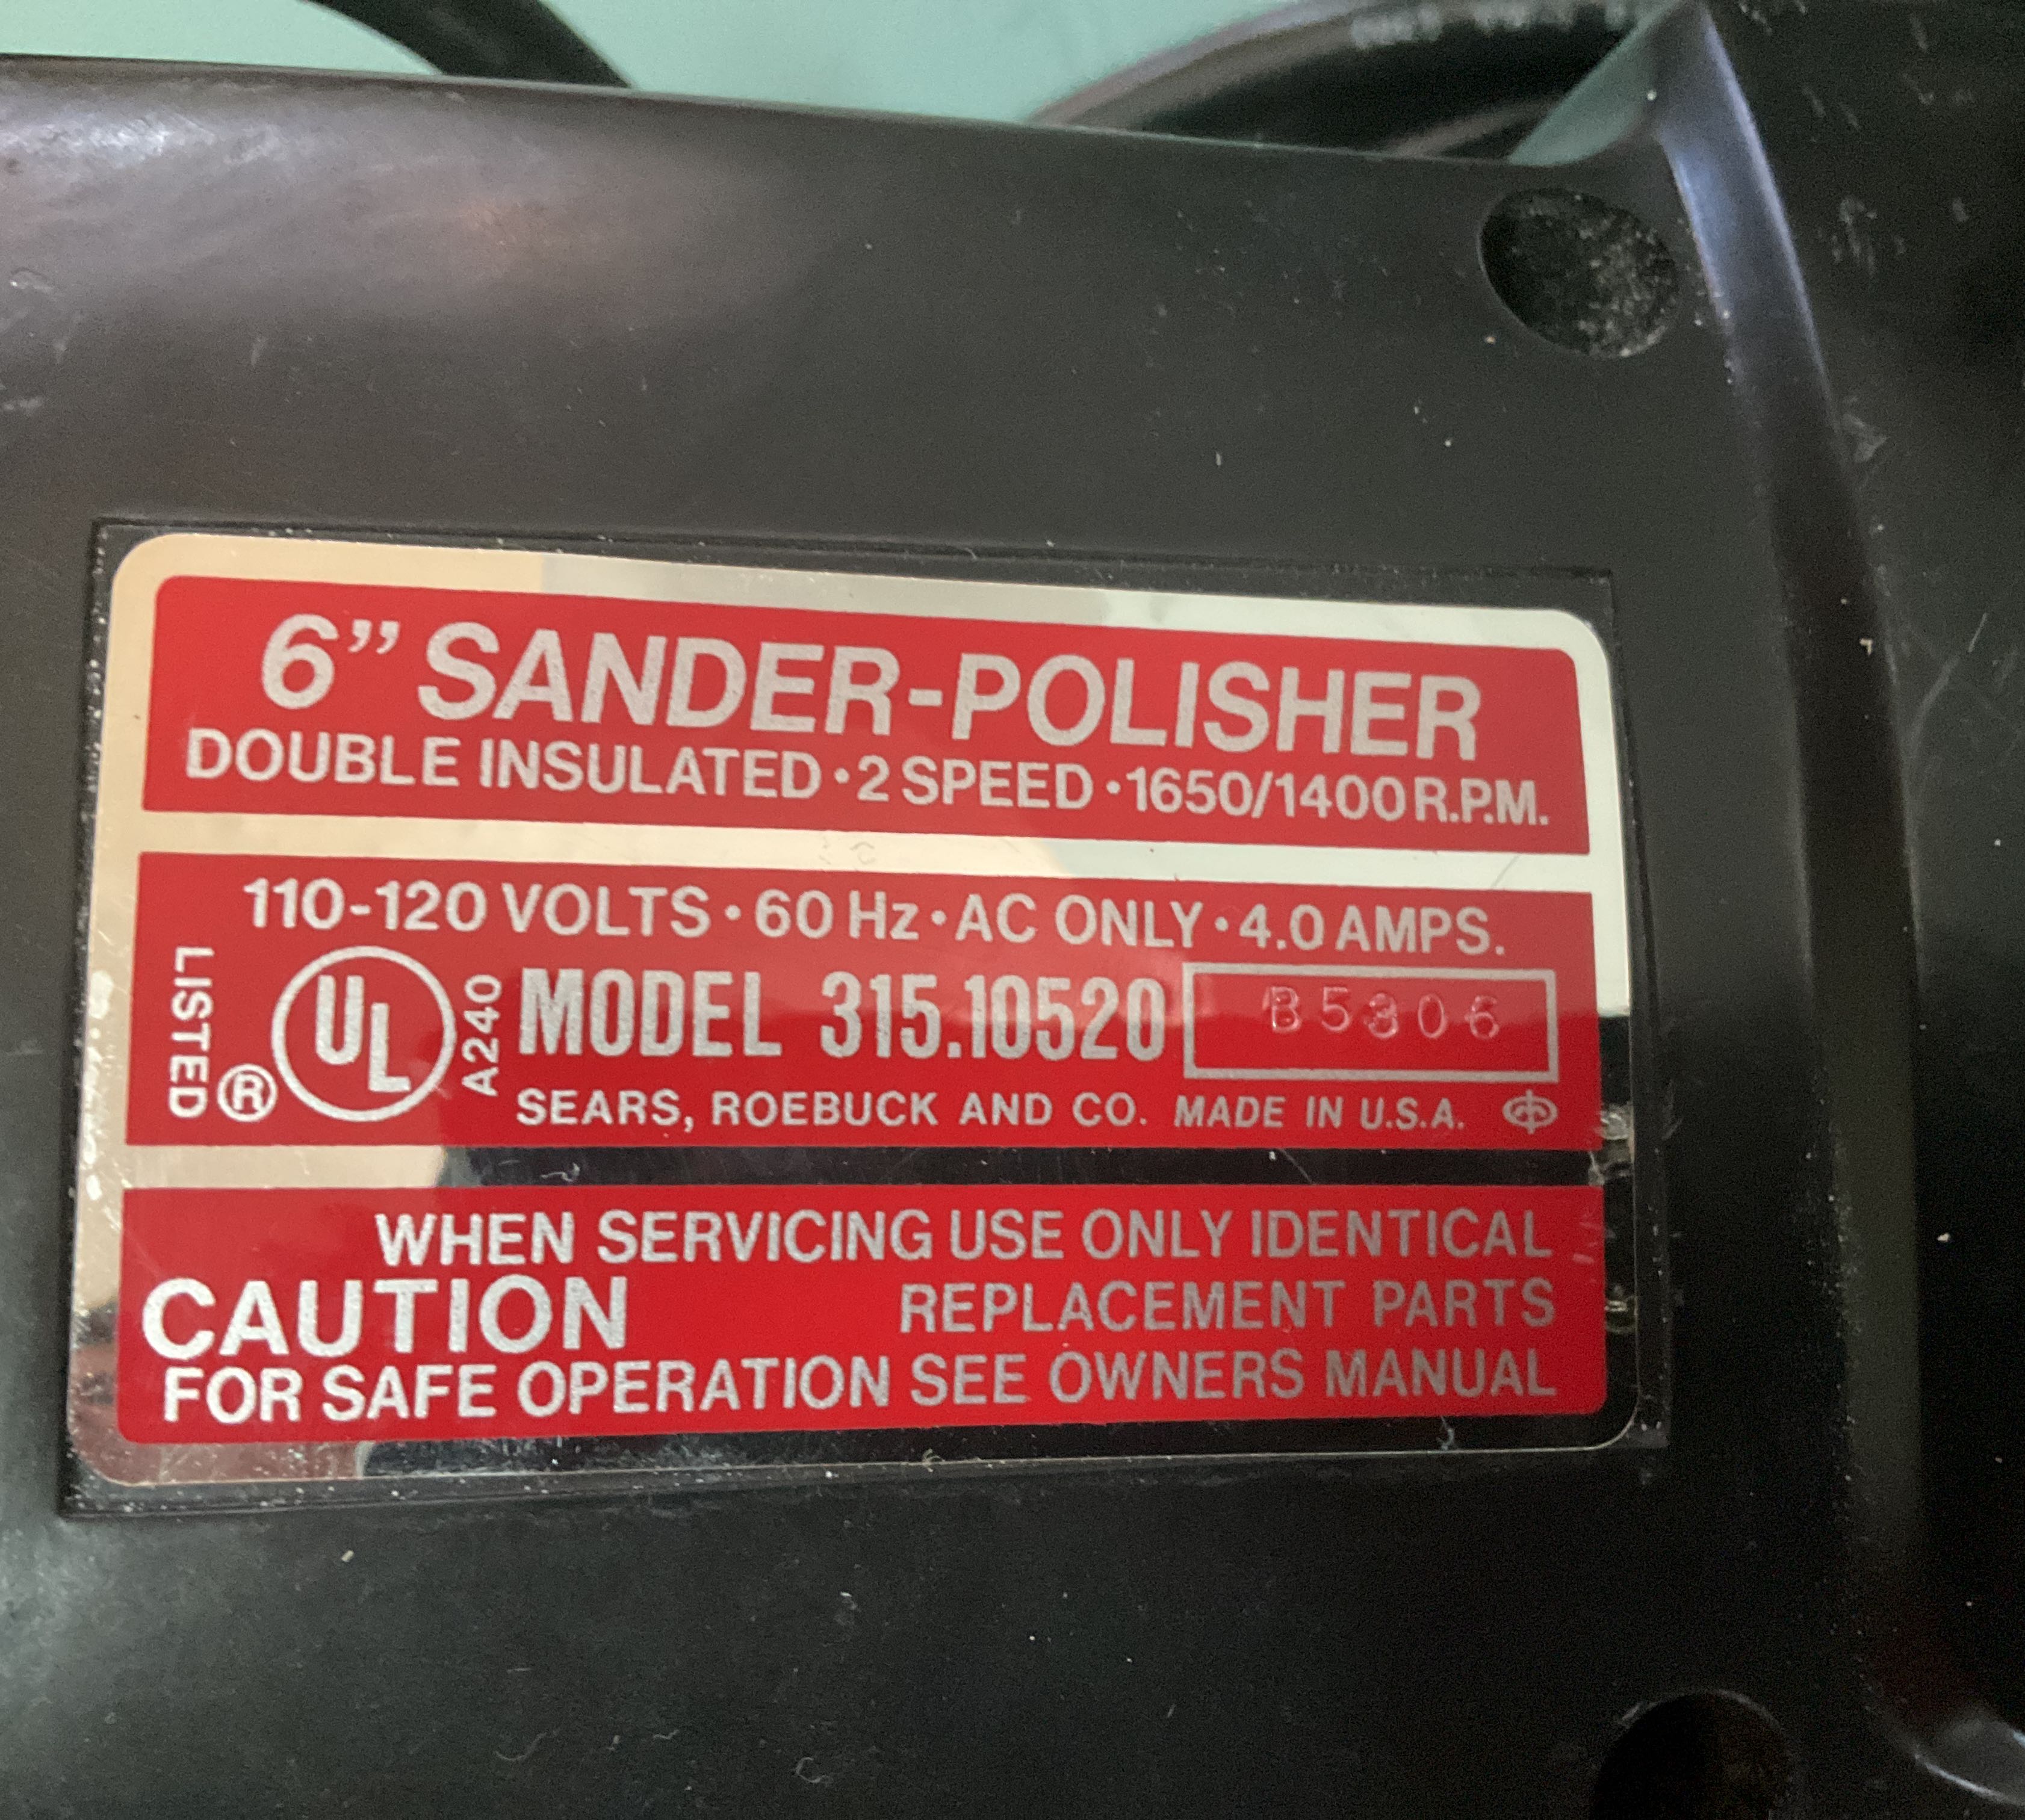 6” SANDER-POLISHER
DOUBLE INSULATED • 2 SPEED • 1650/1400 R.P.M.
110-120 VOLTS • 60 Hz • AC ONLY • 4.0 AMPS.
LISTED
®
UL
A240
MODEL 315.10520
B5306
SEARS, ROEBUCK AND CO. MADE IN U.S.A.
WHEN SERVICING USE ONLY IDENTICAL
CAUTION REPLACEMENT PARTS
FOR SAFE OPERATION SEE OWNERS MANUAL